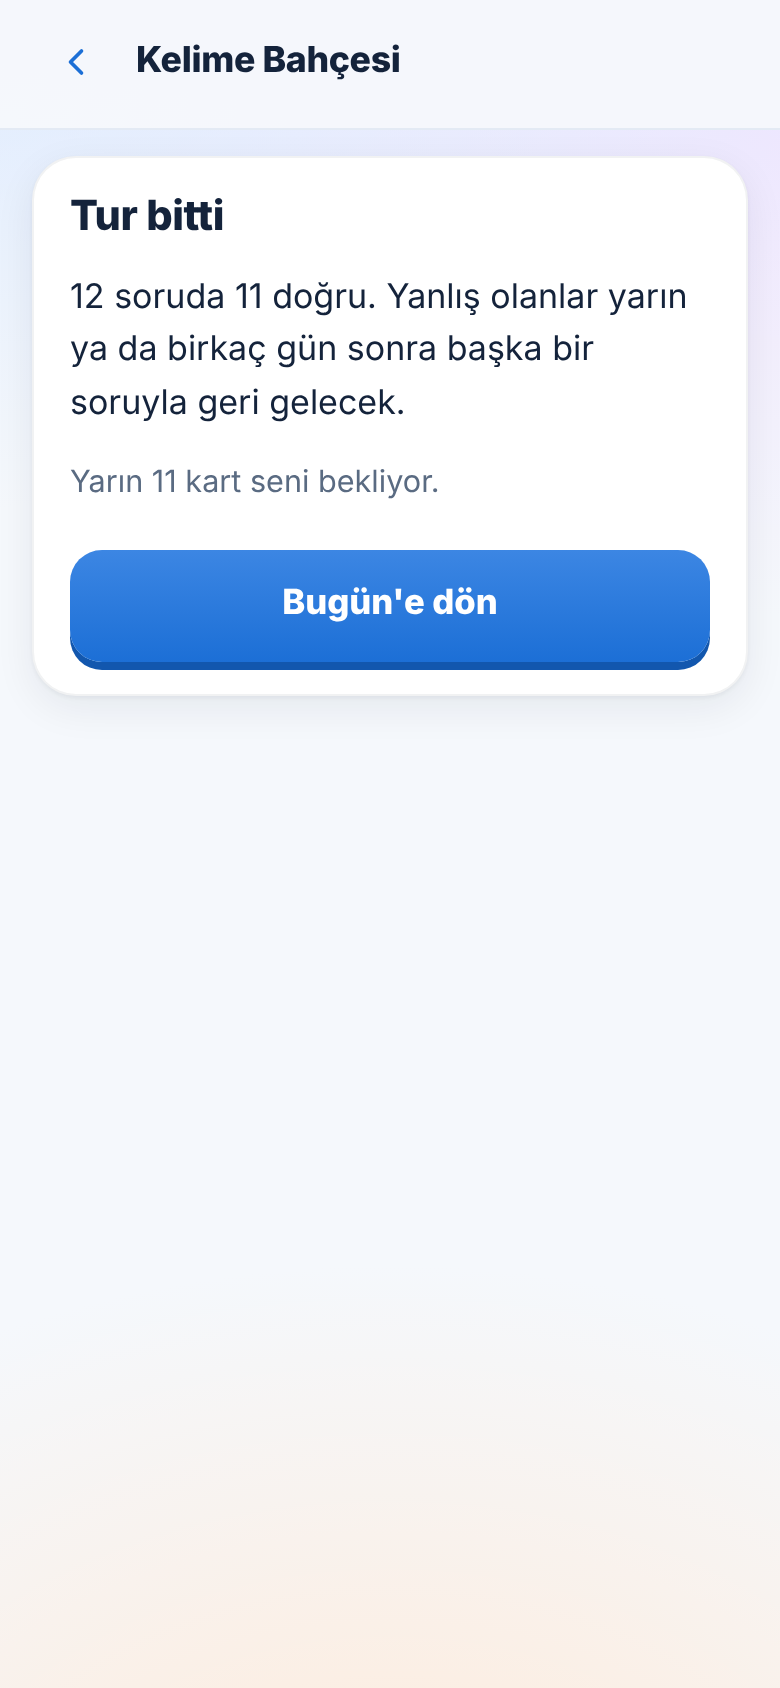 Kelime Bahçesi
Tur bitti
12 soruda 11 doğru. Yanlış olanlar yarın
ya da birkaç gün sonra başka bir
soruyla geri gelecek.
Yarın 11 kart seni bekliyor.
Bugün'e dön